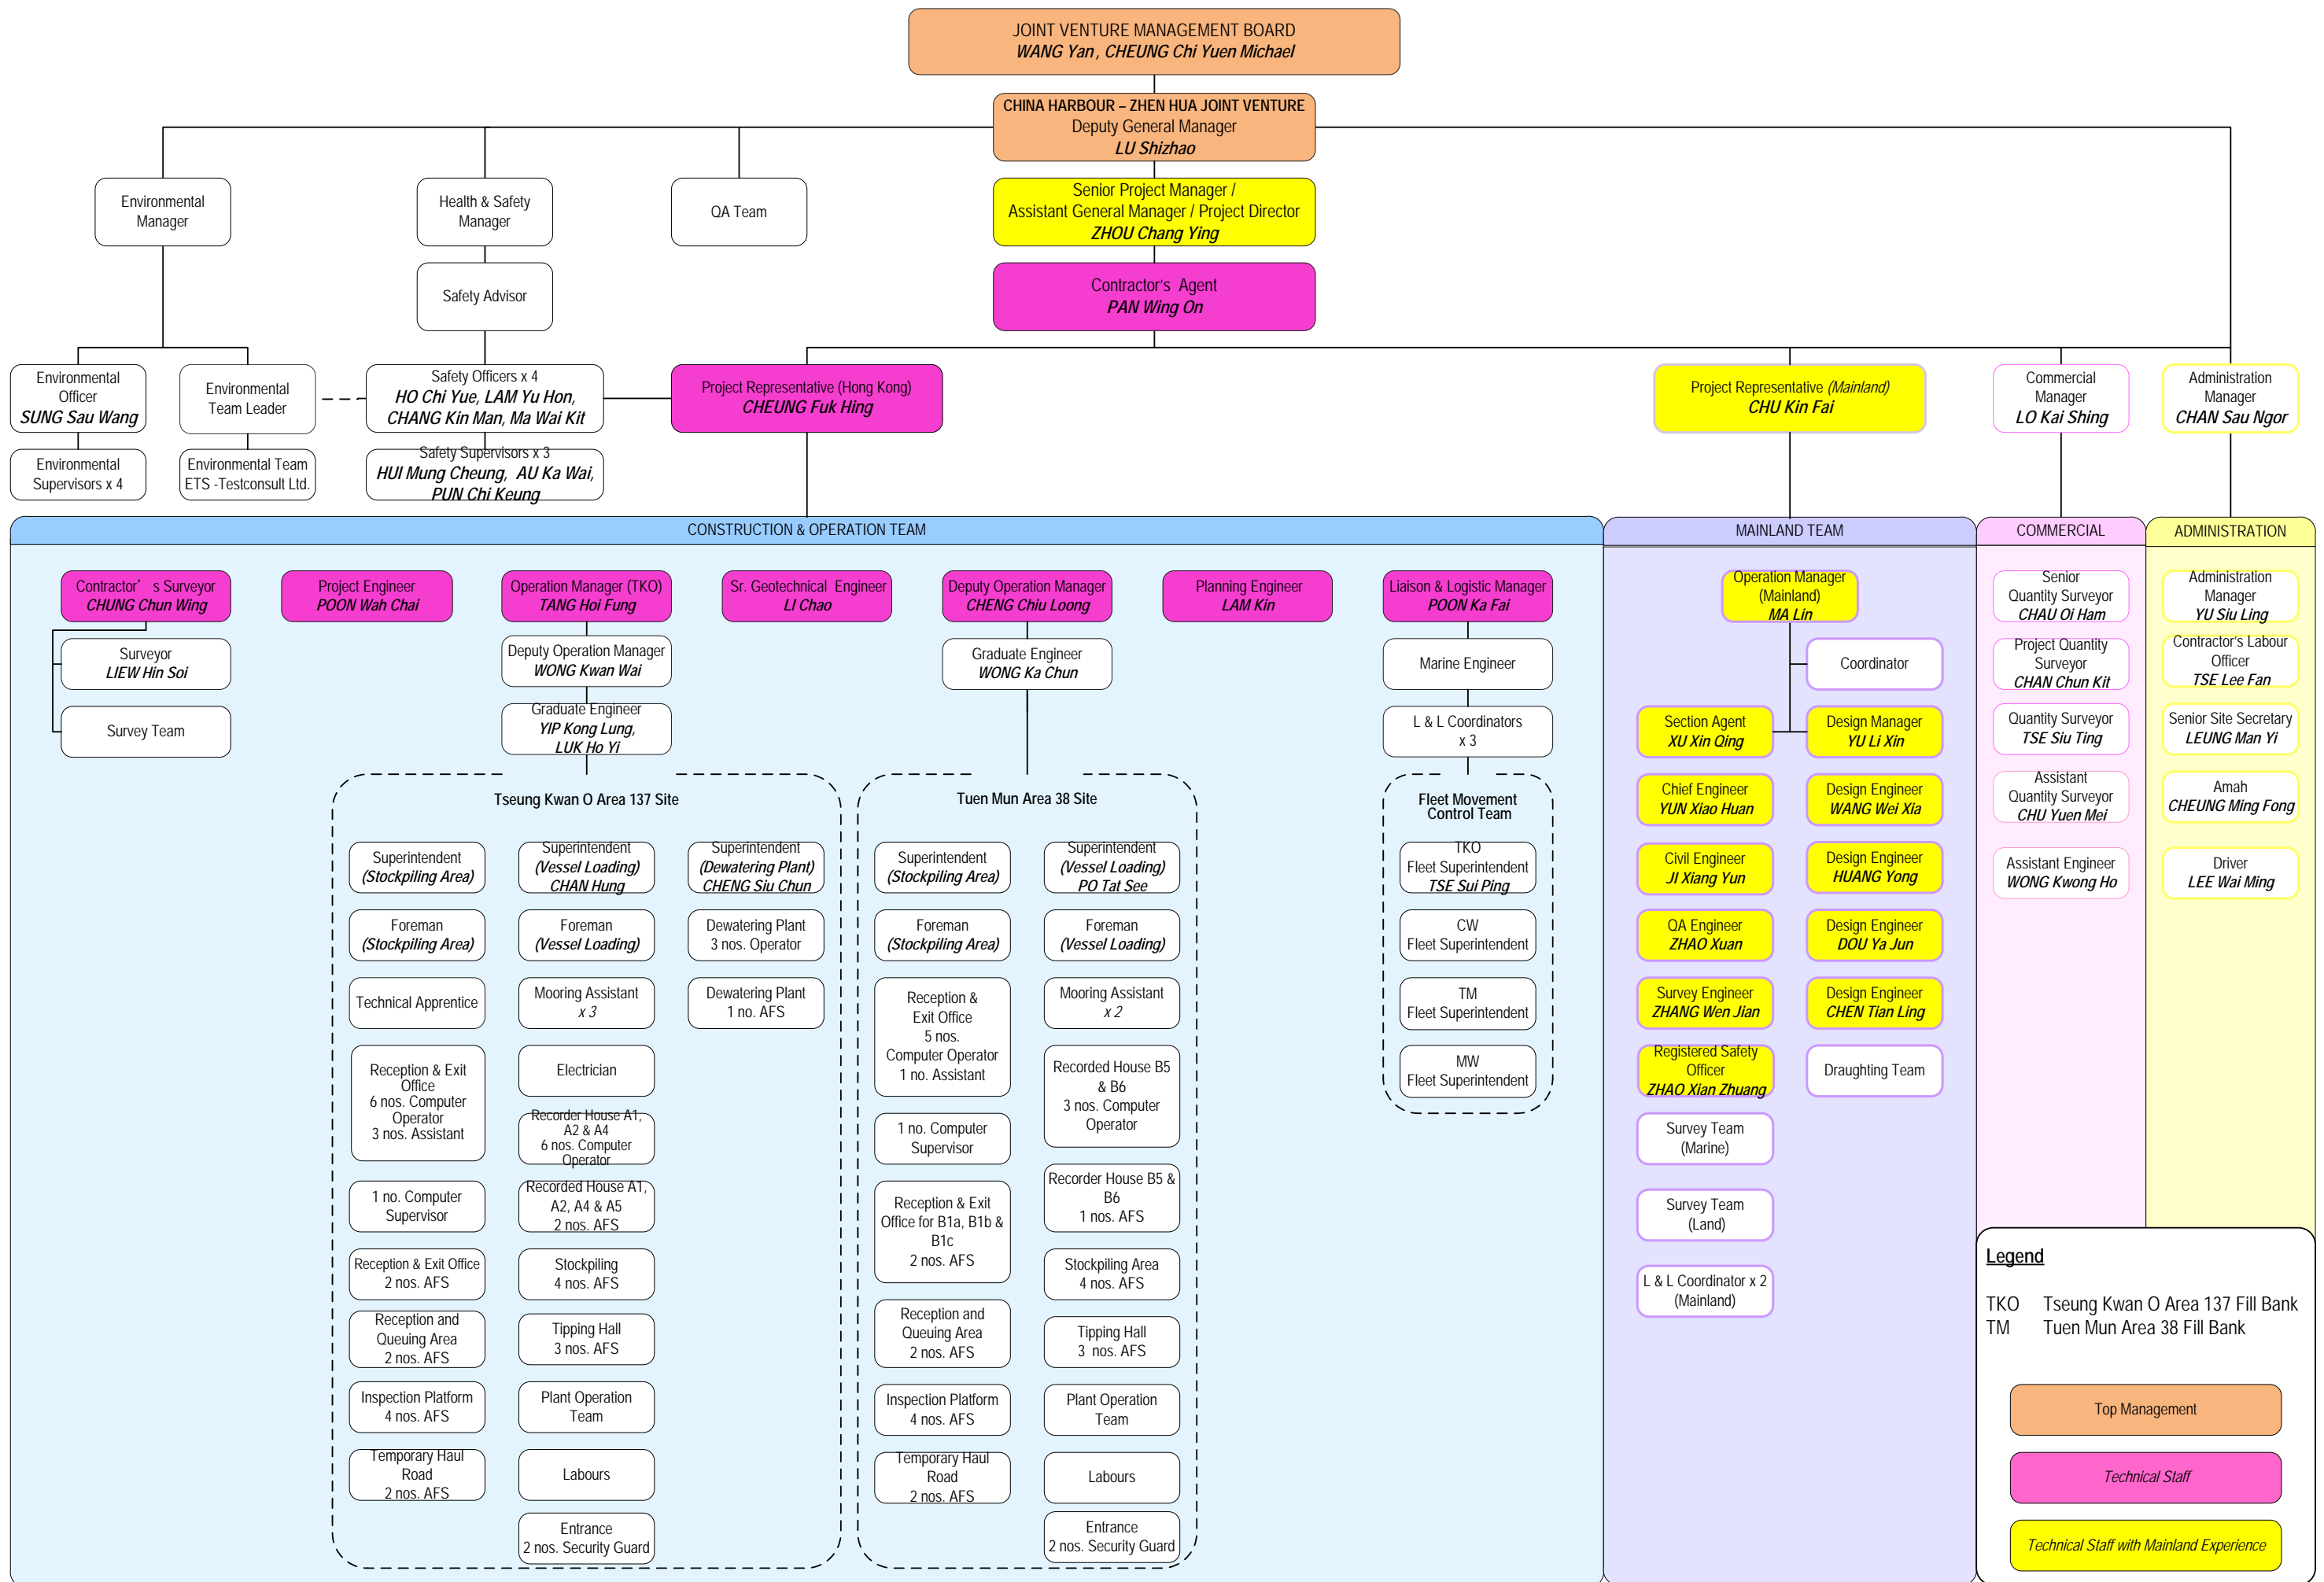 JOINT VENTURE MANAGEMENT BOARD
WANG Yan , CHEUNG Chi Yuen Michael
CHINA HARBOUR – ZHEN HUA JOINT VENTURE
Deputy General Manager
LU Shizhao
Environmental
Manager
Health & Safety
Manager
QA Team
Senior Project Manager /
Assistant General Manager / Project Director
ZHOU Chang Ying
Safety Advisor
Contractor's Agent
PAN Wing On
Environmental
Officer
SUNG Sau Wang
Environmental
Team Leader
Safety Officers x 4
HO Chi Yue, LAM Yu Hon,
CHANG Kin Man, Ma Wai Kit
Project Representative (Hong Kong)
CHEUNG Fuk Hing
Project Representative (Mainland)
CHU Kin Fai
Commercial
Manager
LO Kai Shing
Administration
Manager
CHAN Sau Ngor
Environmental
Supervisors x 4
Environmental Team
ETS -Testconsult Ltd.
Safety Supervisors x 3
HUI Mung Cheung, AU Ka Wai,
PUN Chi Keung
CONSTRUCTION & OPERATION TEAM
Contractor's Surveyor
CHUNG Chun Wing
Project Engineer
POON Wah Chai
Operation Manager (TKO)
TANG Hoi Fung
Sr. Geotechnical Engineer
LI Chao
Deputy Operation Manager
CHENG Chiu Loong
Planning Engineer
LAM Kin
Liaison & Logistic Manager
POON Ka Fai
Surveyor
LIEW Hin Soi
Survey Team
Deputy Operation Manager
WONG Kwan Wai
Graduate Engineer
YIP Kong Lung,
LUK Ho Yi
Graduate Engineer
WONG Ka Chun
Marine Engineer
L & L Coordinators
x 3
Tseung Kwan O Area 137 Site
Superintendent
(Stockpiling Area)
Foreman
(Stockpiling Area)
Technical Apprentice
Reception & Exit
Office
6 nos. Computer
Operator
3 nos. Assistant
1 no. Computer
Supervisor
Reception & Exit Office
2 nos. AFS
Reception and
Queuing Area
2 nos. AFS
Inspection Platform
4 nos. AFS
Temporary Haul
Road
2 nos. AFS
Superintendent
(Vessel Loading)
CHAN Hung
Foreman
(Vessel Loading)
Mooring Assistant
x 3
Electrician
Recorder House A1,
A2 & A4
6 nos. Computer
Operator
Recorded House A1,
A2, A4 & A5
2 nos. AFS
Stockpiling
4 nos. AFS
Tipping Hall
3 nos. AFS
Plant Operation
Team
Labours
Entrance
2 nos. Security Guard
Superintendent
(Dewatering Plant)
CHENG Siu Chun
Dewatering Plant
3 nos. Operator
Dewatering Plant
1 no. AFS
Tuen Mun Area 38 Site
Superintendent
(Stockpiling Area)
Foreman
(Stockpiling Area)
Reception &
Exit Office
5 nos.
Computer Operator
1 no. Assistant
1 no. Computer
Supervisor
Reception & Exit
Office for B1a, B1b &
B1c
2 nos. AFS
Reception and
Queuing Area
2 nos. AFS
Inspection Platform
4 nos. AFS
Temporary Haul
Road
2 nos. AFS
Superintendent
(Vessel Loading)
PO Tat See
Foreman
(Vessel Loading)
Mooring Assistant
x 2
Recorded House B5
& B6
3 nos. Computer
Operator
Recorder House B5 &
B6
1 nos. AFS
Stockpiling Area
4 nos. AFS
Tipping Hall
3 nos. AFS
Plant Operation
Team
Labours
Entrance
2 nos. Security Guard
Fleet Movement
Control Team
TKO
Fleet Superintendent
TSE Sui Ping
CW
Fleet Superintendent
TM
Fleet Superintendent
MW
Fleet Superintendent
MAINLAND TEAM
Operation Manager
(Mainland)
MA Lin
Coordinator
Section Agent
XU Xin Qing
Chief Engineer
YUN Xiao Huan
Civil Engineer
JI Xiang Yun
QA Engineer
ZHAO Xuan
Survey Engineer
ZHANG Wen Jian
Registered Safety
Officer
ZHAO Xian Zhuang
Survey Team
(Marine)
Survey Team
(Land)
L & L Coordinator x 2
(Mainland)
Design Manager
YU Li Xin
Design Engineer
WANG Wei Xia
Design Engineer
HUANG Yong
Design Engineer
DOU Ya Jun
Design Engineer
CHEN Tian Ling
Draughting Team
COMMERCIAL
Senior
Quantity Surveyor
CHAU Oi Ham
Project Quantity
Surveyor
CHAN Chun Kit
Quantity Surveyor
TSE Siu Ting
Assistant
Quantity Surveyor
CHU Yuen Mei
Assistant Engineer
WONG Kwong Ho
ADMINISTRATION
Administration
Manager
YU Siu Ling
Contractor's Labour
Officer
TSE Lee Fan
Senior Site Secretary
LEUNG Man Yi
Amah
CHEUNG Ming Fong
Driver
LEE Wai Ming
Legend
TKO Tseung Kwan O Area 137 Fill Bank
TM Tuen Mun Area 38 Fill Bank
Top Management
Technical Staff
Technical Staff with Mainland Experience